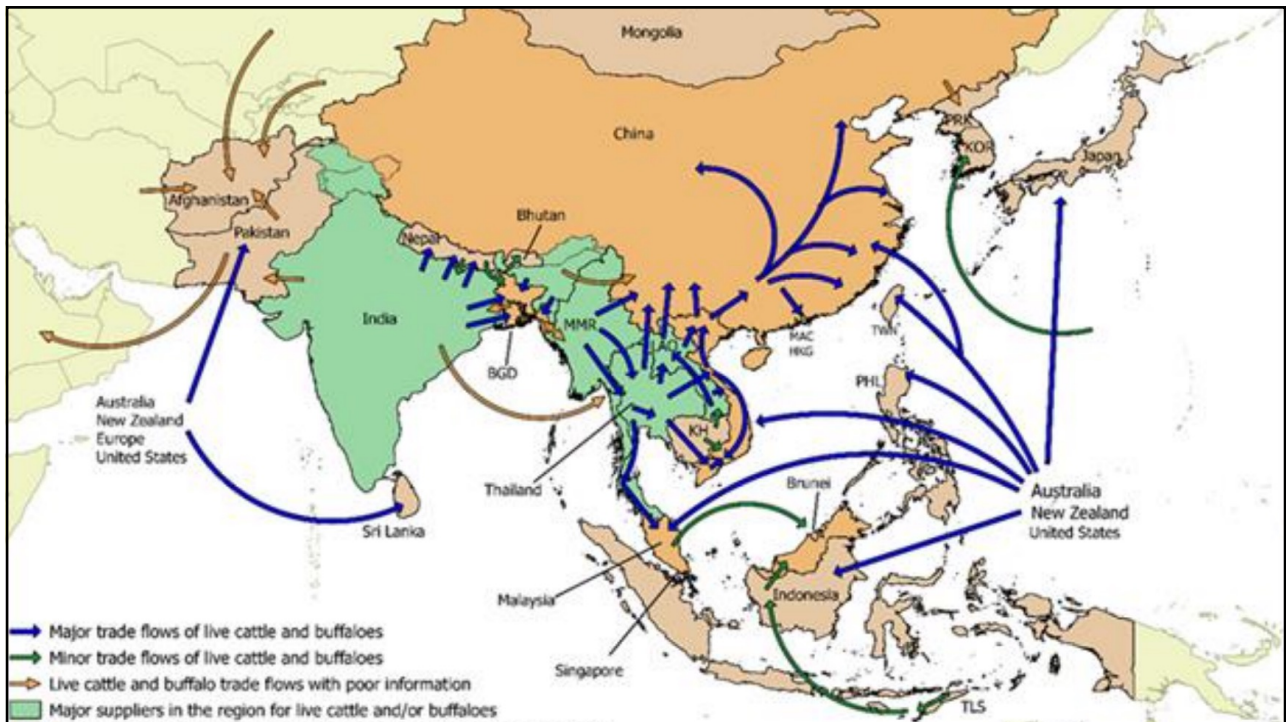 Mongolia
China
PRK
KOR
Japan
Afghanistan
Pakistan
Bhutan
Nepal
India
MMR
LAO
BGD
MAC
HKG
TWN
PHL
KH
Australia
New Zealand
Europe
United States
Thailand
Brunei
Sri Lanka
Australia
New Zealand
United States
Malaysia
Indonesia
Singapore
TLS
Major trade flows of live cattle and buffaloes
Minor trade flows of live cattle and buffaloes
Live cattle and buffalo trade flows with poor information
Major suppliers in the region for live cattle and/or buffaloes